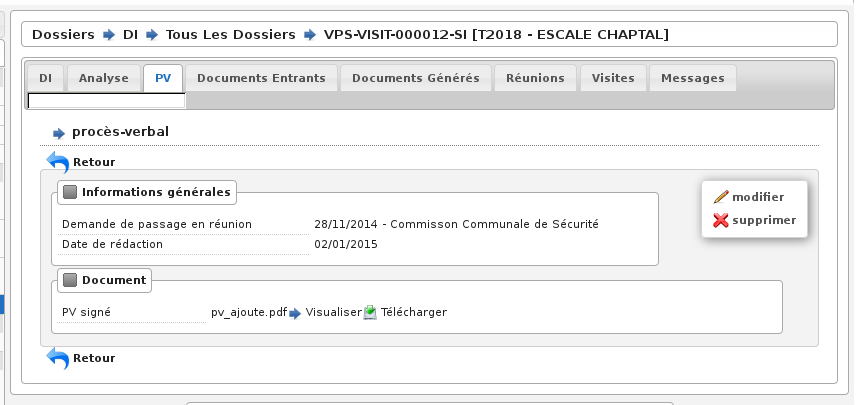 Dossiers DI Tous Les Dossiers VPS-VISIT-000012-SI [T2018 - ESCALE CHAPTAL]
DI Analyse PV Documents Entrants Documents Générés Réunions Visites Messages
procès-verbal
Retour
Informations générales
modifier
supprimer
Demande de passage en réunion 28/11/2014 - Commisson Communale de Sécurité
Date de rédaction 02/01/2015
Document
PV signé pv_ajoute.pdf Visualiser Télécharger
Retour